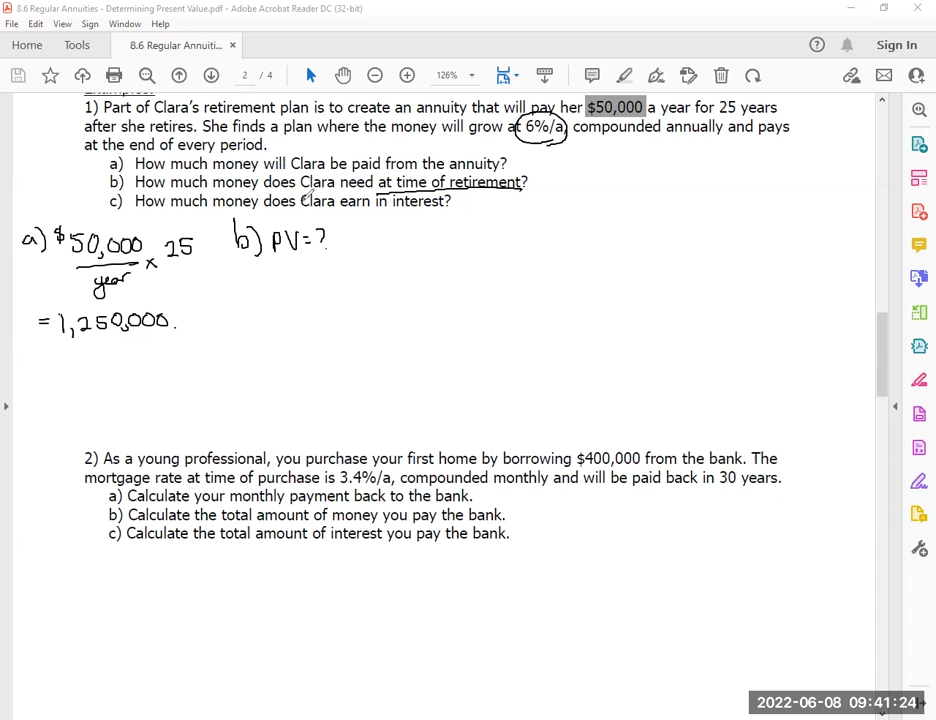 8.6 Regular Annuities - Determining Present Value.pdf - Adobe Acrobat Reader DC (32-bit)
File Edit View Sign Window Help
Home Tools 8.6 Regular Annuiti... × Sign In
2 / 4 126%
Examples:
1) Part of Clara's retirement plan is to create an annuity that will pay her $50,000 a year for 25 years
after she retires. She finds a plan where the money will grow at 6%/a, compounded annually and pays
at the end of every period.
a) How much money will Clara be paid from the annuity?
b) How much money does Clara need at time of retirement?
c) How much money does Clara earn in interest?
a) $50,000 / year × 25
= 1,250,000.
b) PV = ?
2) As a young professional, you purchase your first home by borrowing $400,000 from the bank. The
mortgage rate at time of purchase is 3.4%/a, compounded monthly and will be paid back in 30 years.
a) Calculate your monthly payment back to the bank.
b) Calculate the total amount of money you pay the bank.
c) Calculate the total amount of interest you pay the bank.
2022-06-08 09:41:24